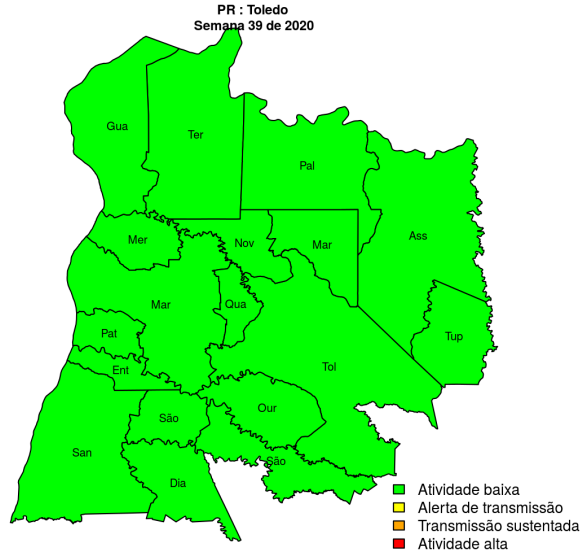 PR : Toledo
Semana 39 de 2020
Gua
Ter
Pal
Ass
Mer
Nov
Mar
Mar
Qua
Pat
Tup
Ent
Tol
São
Our
San
São
Dia
Atividade baixa
Alerta de transmissão
Transmissão sustentada
Atividade alta